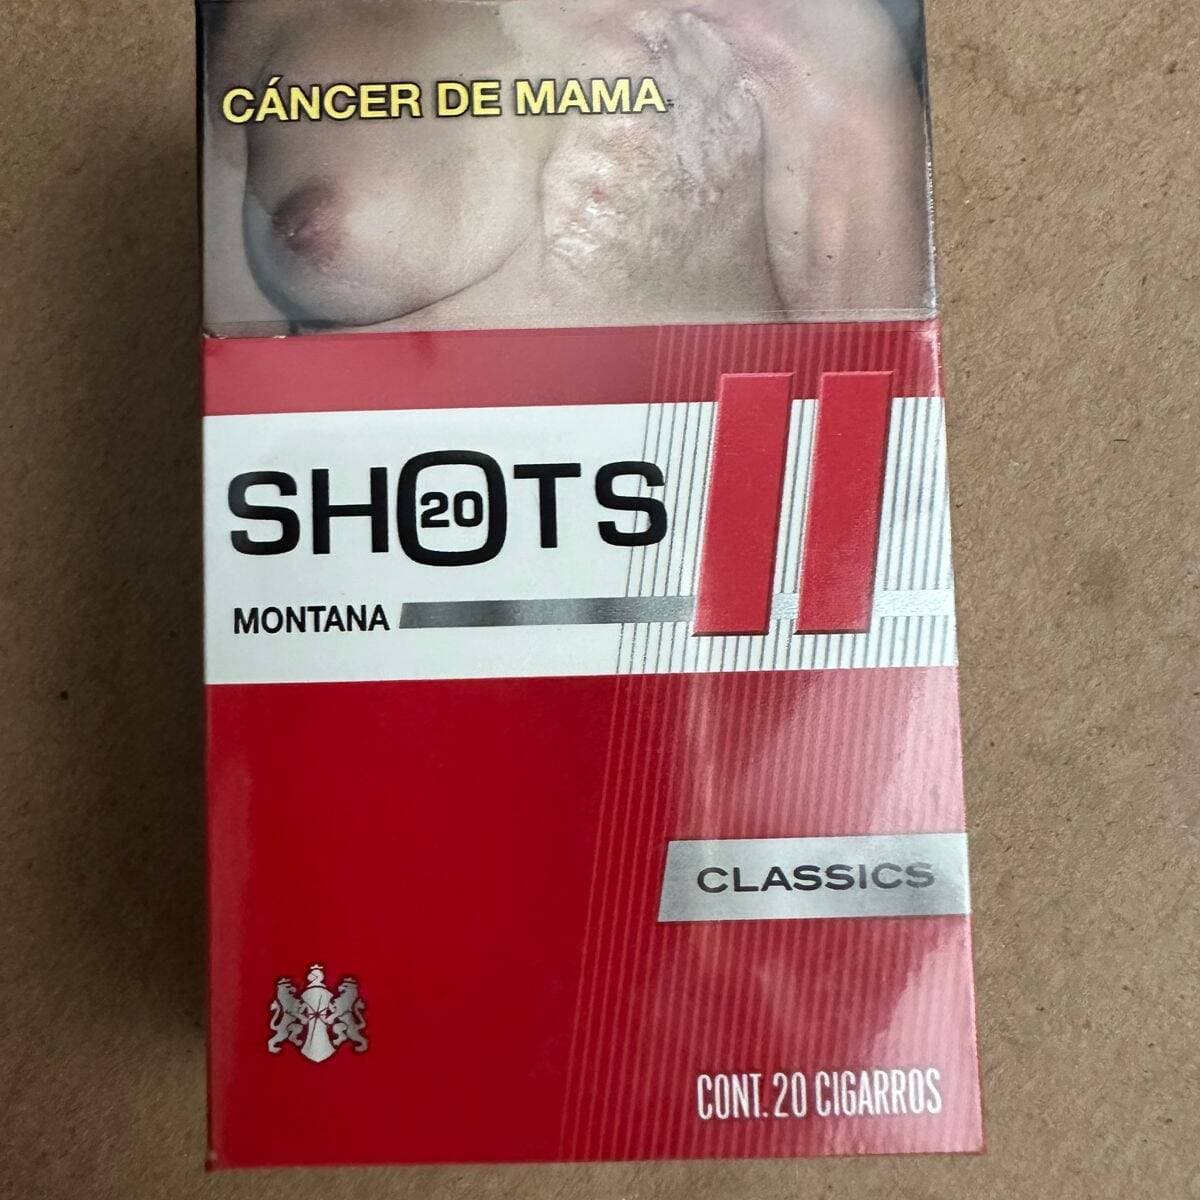 CÁNCER DE MAMA
SHOTS
20
MONTANA
CLASSICS
CONT. 20 CIGARROS